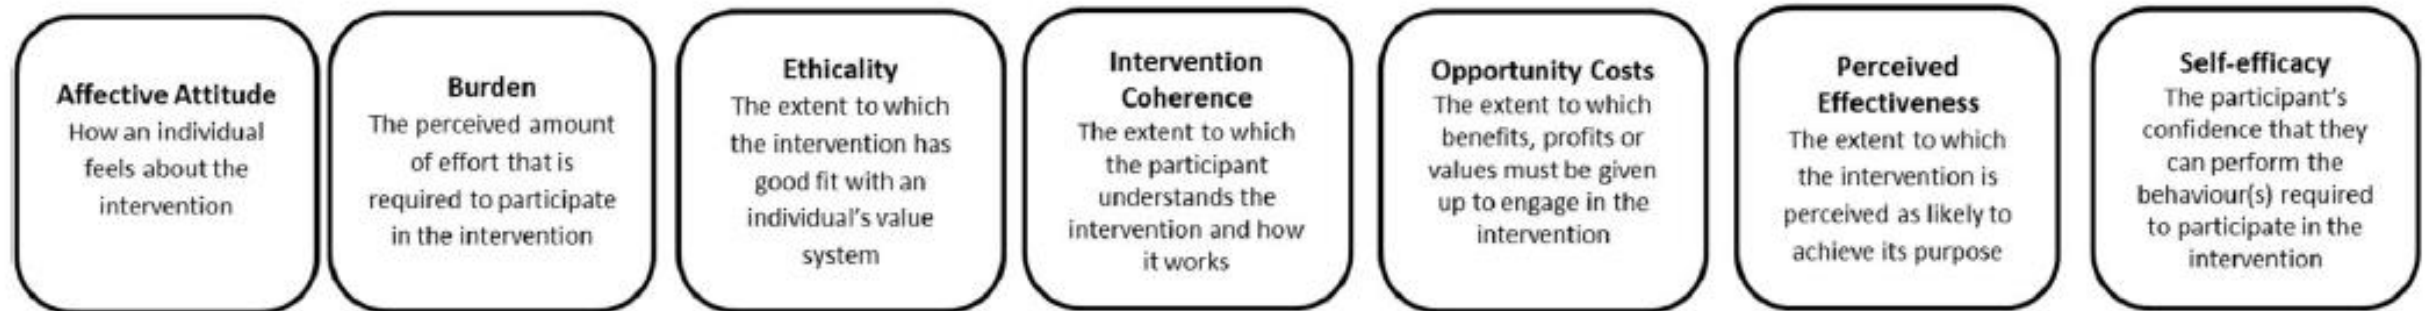 Affective Attitude
How an individual
feels about the
intervention
Burden
The perceived amount
of effort that is
required to participate
in the intervention
Ethicality
The extent to which
the intervention has
good fit with an
individual's value
system
Intervention
Coherence
The extent to which
the participant
understands the
intervention and how
it works
Opportunity Costs
The extent to which
benefits, profits or
values must be given
up to engage in the
intervention
Perceived
Effectiveness
The extent to which
the intervention is
perceived as likely to
achieve its purpose
Self-efficacy
The participant's
confidence that they
can perform the
behaviour(s) required
to participate in the
intervention